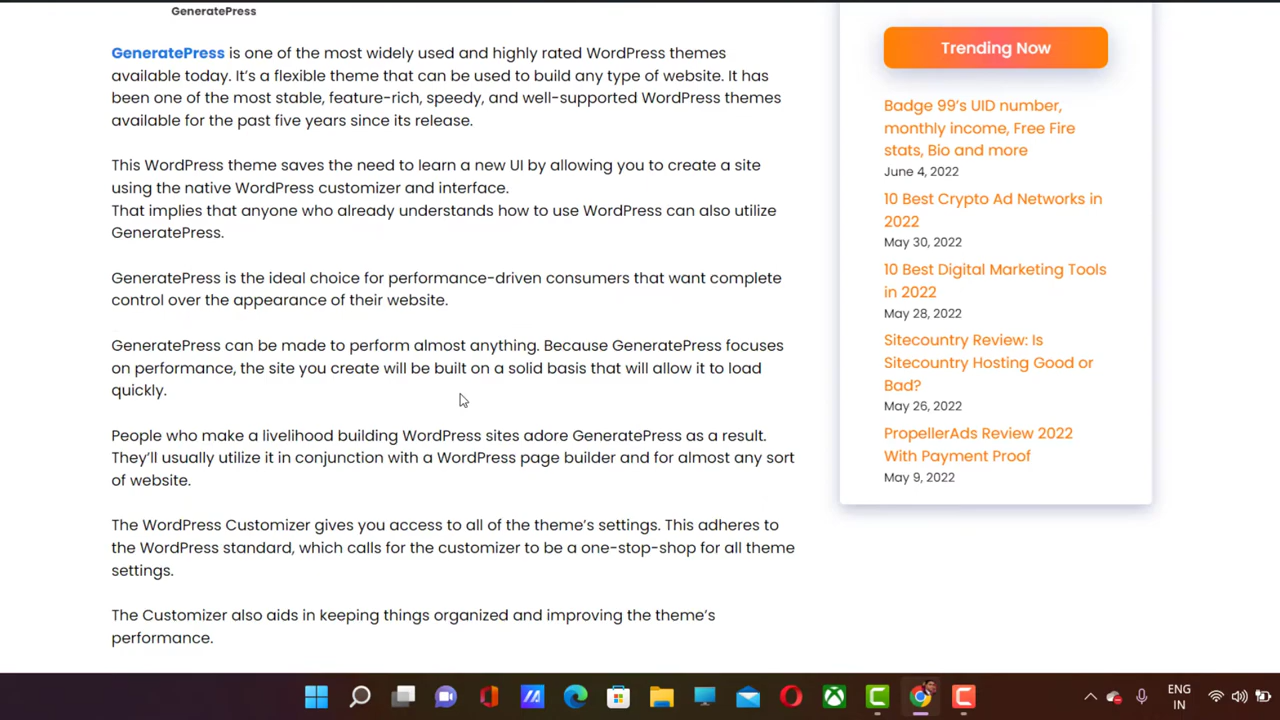 GeneratePress
GeneratePress is one of the most widely used and highly rated WordPress themes
available today. It's a flexible theme that can be used to build any type of website. It has
been one of the most stable, feature-rich, speedy, and well-supported WordPress themes
available for the past five years since its release.
This WordPress theme saves the need to learn a new UI by allowing you to create a site
using the native WordPress customizer and interface.
That implies that anyone who already understands how to use WordPress can also utilize
GeneratePress.
GeneratePress is the ideal choice for performance-driven consumers that want complete
control over the appearance of their website.
GeneratePress can be made to perform almost anything. Because GeneratePress focuses
on performance, the site you create will be built on a solid basis that will allow it to load
quickly.
People who make a livelihood building WordPress sites adore GeneratePress as a result.
They'll usually utilize it in conjunction with a WordPress page builder and for almost any sort
of website.
The WordPress Customizer gives you access to all of the theme's settings. This adheres to
the WordPress standard, which calls for the customizer to be a one-stop-shop for all theme
settings.
The Customizer also aids in keeping things organized and improving the theme's
performance.
Trending Now
Badge 99's UID number,
monthly income, Free Fire
stats, Bio and more
June 4, 2022
10 Best Crypto Ad Networks in
2022
May 30, 2022
10 Best Digital Marketing Tools
in 2022
May 28, 2022
Sitecountry Review: Is
Sitecountry Hosting Good or
Bad?
May 26, 2022
PropellerAds Review 2022
With Payment Proof
May 9, 2022
ENG
IN